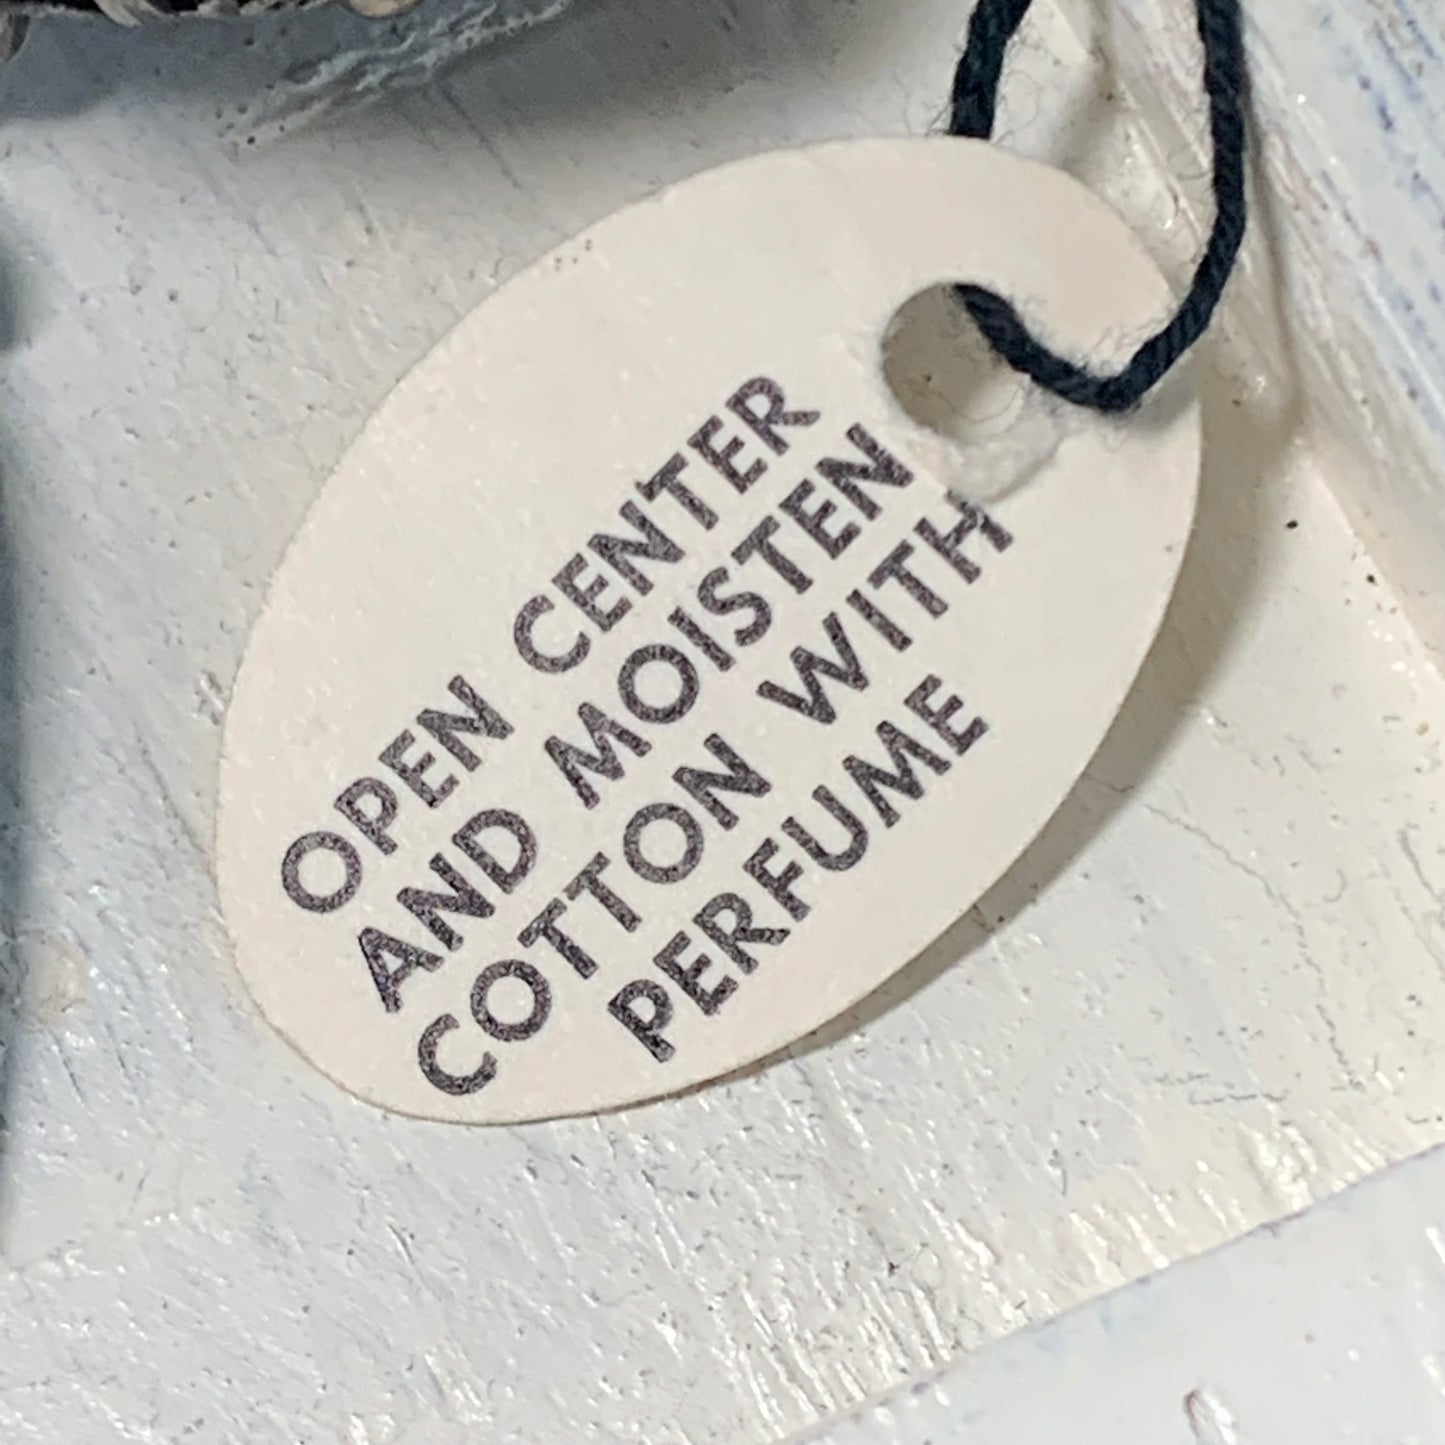 OPEN CENTER
AND MOISTEN
COTTON WITH
PERFUME